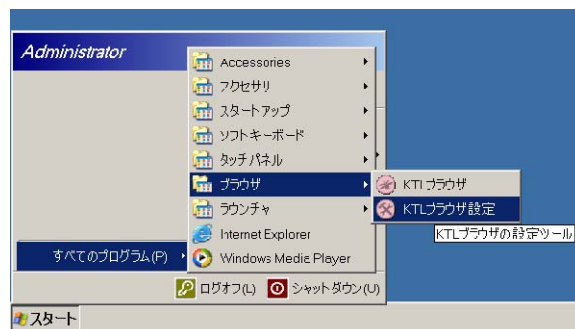 Administrator
Accessories
アクセサリ
スタートアップ
ソフトキーボード
タッチパネル
ブラウザ
KTLブラウザ
ランチャ
KTLブラウザ設定
Internet Explorer
KTLブラウザの設定ツール
すべてのプログラム(P)
Windows Media Player
ログオフ(L)
シャットダウン(U)
スタート